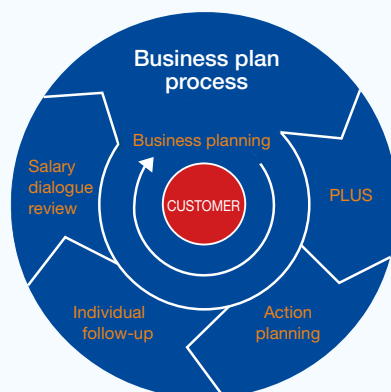 Business plan
process
Business planning
Salary
dialogue
review
CUSTOMER
PLUS
Individual
follow-up
Action
planning